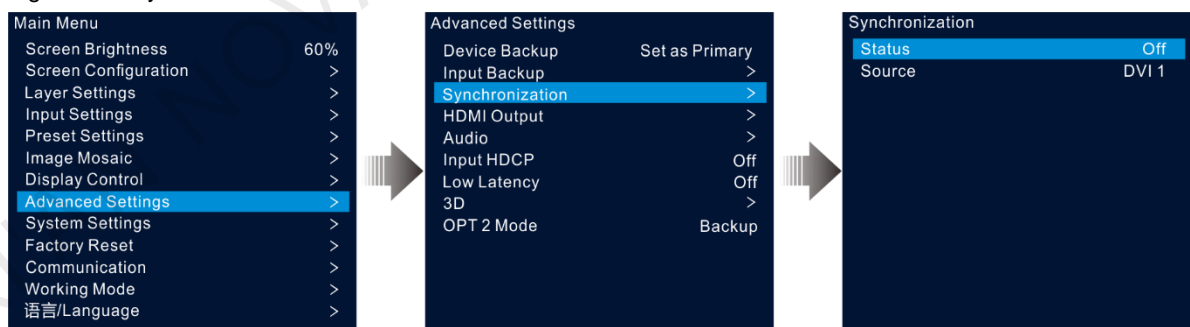 Main Menu
Screen Brightness 60%
Screen Configuration >
Layer Settings >
Input Settings >
Preset Settings >
Image Mosaic >
Display Control >
Advanced Settings >
System Settings >
Factory Reset >
Communication >
Working Mode >
语言/Language >
Advanced Settings
Device Backup Set as Primary
Input Backup >
Synchronization >
HDMI Output >
Audio >
Input HDCP Off
Low Latency Off
3D >
OPT 2 Mode Backup
Synchronization
Status Off
Source DVI 1